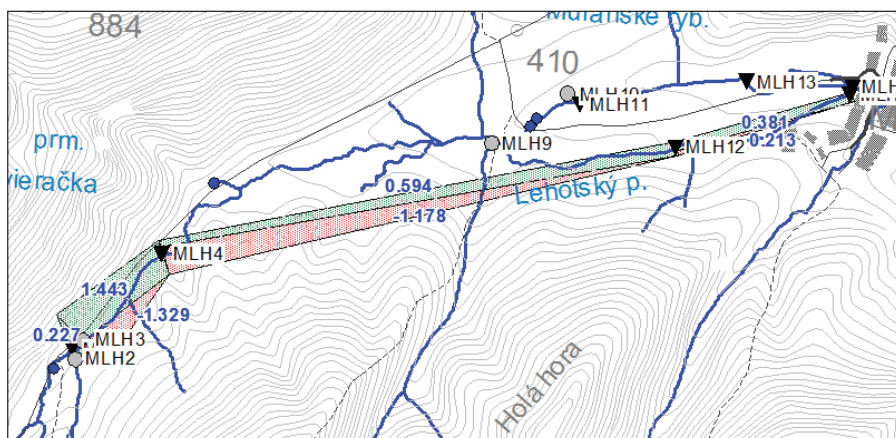 884
Muránske ryb.
410
MLH10
MLH11
MLH13
MLH
prm.
vieračka
MLH9
MLH12
0.381
0.213
0.594
-1.178
Lehotský p.
MLH4
1.443
-1.329
0.227
MLH3
MLH2
Holá hora